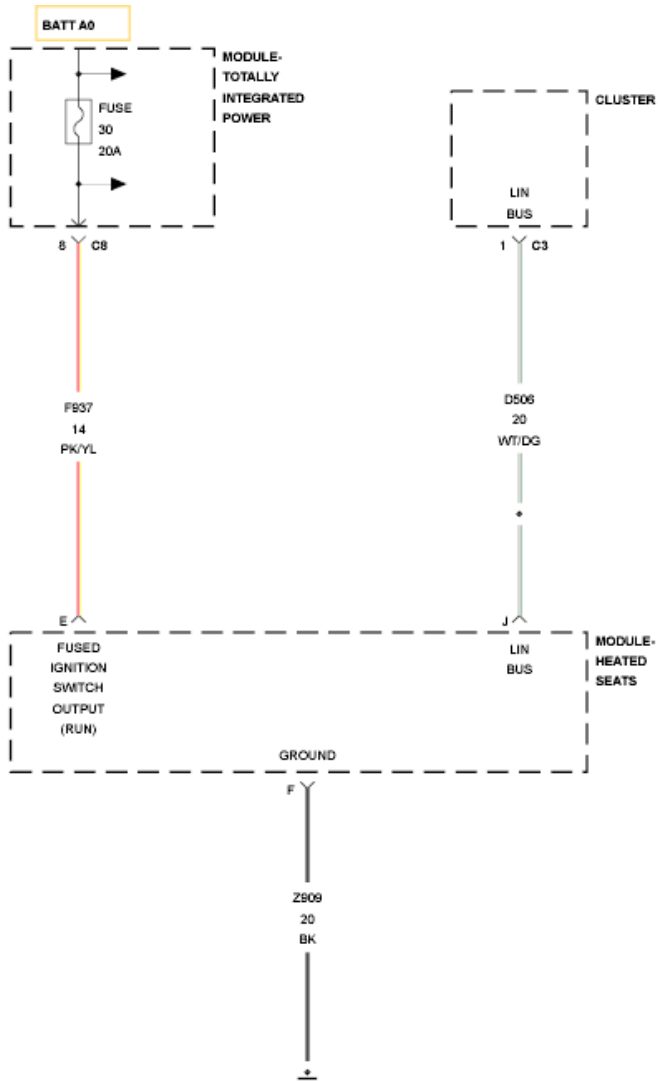 BATT A0
MODULE-
TOTALLY
INTEGRATED
POWER
FUSE
30
20A
CLUSTER
LIN
BUS
8 C8
1 C3
F937
14
PK/YL
D506
20
WT/DG
E
J
FUSED
IGNITION
SWITCH
OUTPUT
(RUN)
LIN
BUS
MODULE-
HEATED
SEATS
GROUND
F
Z909
20
BK